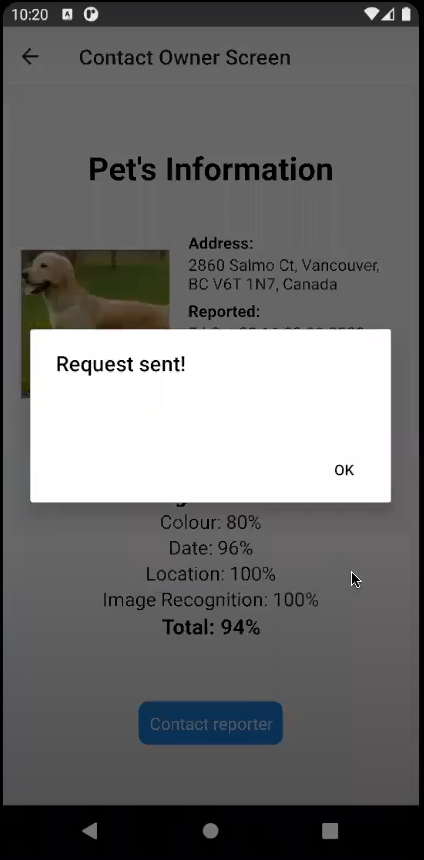 10:20
Contact Owner Screen
Pet's Information
Address:
2860 Salmo Ct, Vancouver,
BC V6T 1N7, Canada
Reported:
Request sent!
OK
Colour: 80%
Date: 96%
Location: 100%
Image Recognition: 100%
Total: 94%
Contact reporter